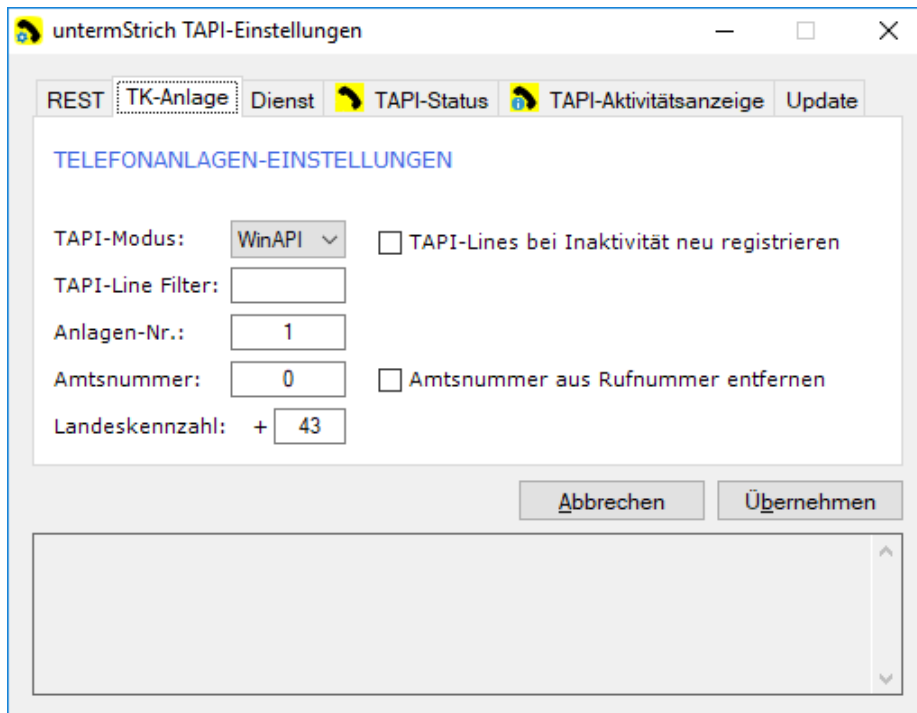 untermStrich TAPI-Einstellungen
REST TK-Anlage Dienst TAPI-Status TAPI-Aktivitätsanzeige Update
TELEFONANLAGEN-EINSTELLUNGEN
TAPI-Modus: WinAPI TAPI-Lines bei Inaktivität neu registrieren
TAPI-Line Filter:
Anlagen-Nr.: 1
Amtsnummer: 0 Amtsnummer aus Rufnummer entfernen
Landeskennzahl: + 43
Abbrechen Übernehmen